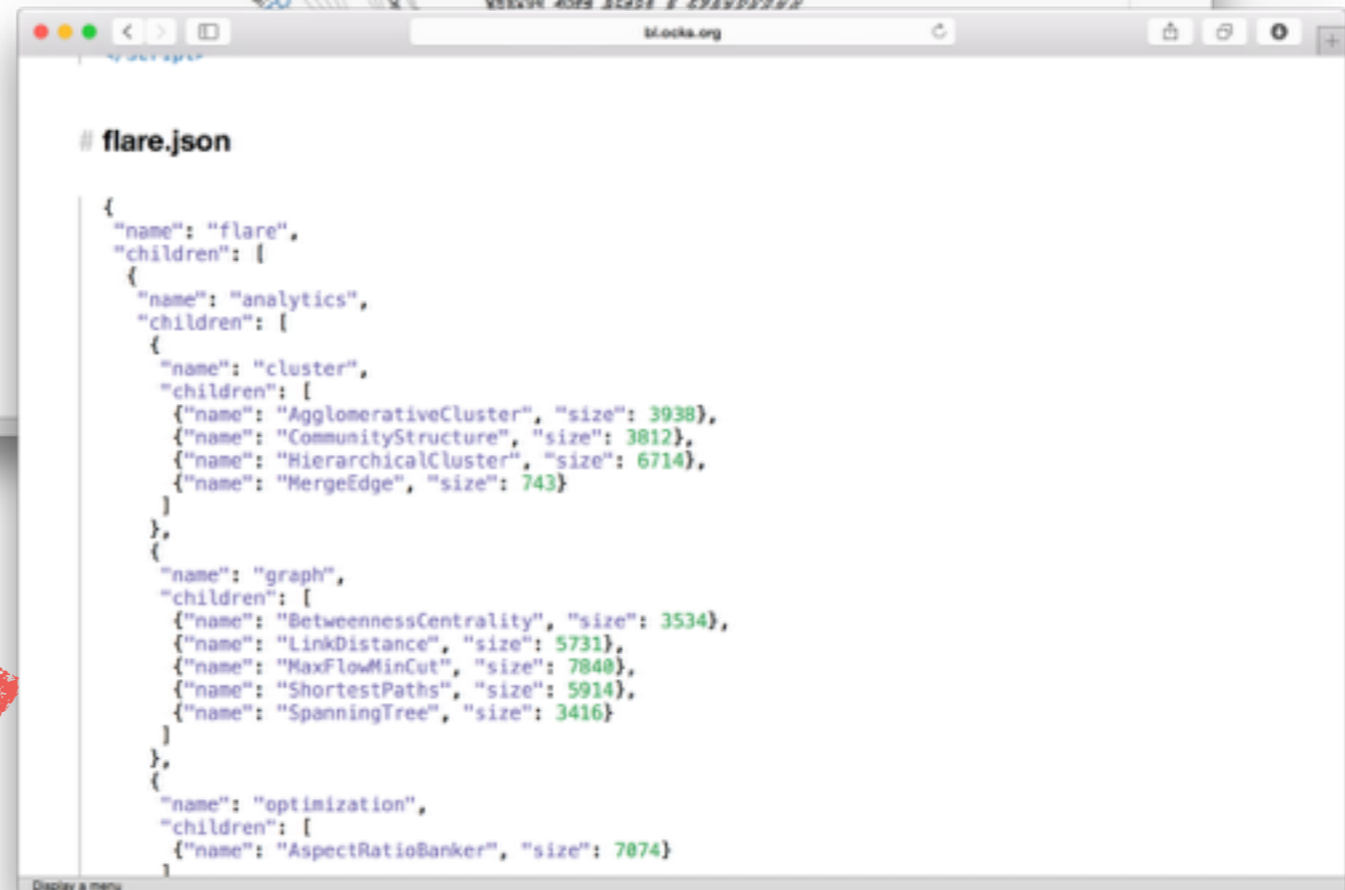 bl.ocks.org
# flare.json
{
 "name": "flare",
 "children": [
  {
   "name": "analytics",
   "children": [
    {
     "name": "cluster",
     "children": [
      {"name": "AgglomerativeCluster", "size": 3938},
      {"name": "CommunityStructure", "size": 3812},
      {"name": "HierarchicalCluster", "size": 6714},
      {"name": "MergeEdge", "size": 743}
     ]
    },
    {
     "name": "graph",
     "children": [
      {"name": "BetweennessCentrality", "size": 3534},
      {"name": "LinkDistance", "size": 5731},
      {"name": "MaxFlowMinCut", "size": 7840},
      {"name": "ShortestPaths", "size": 5914},
      {"name": "SpanningTree", "size": 3416}
     ]
    },
    {
     "name": "optimization",
     "children": [
      {"name": "AspectRatioBanker", "size": 7074}
     ]
Display a menu